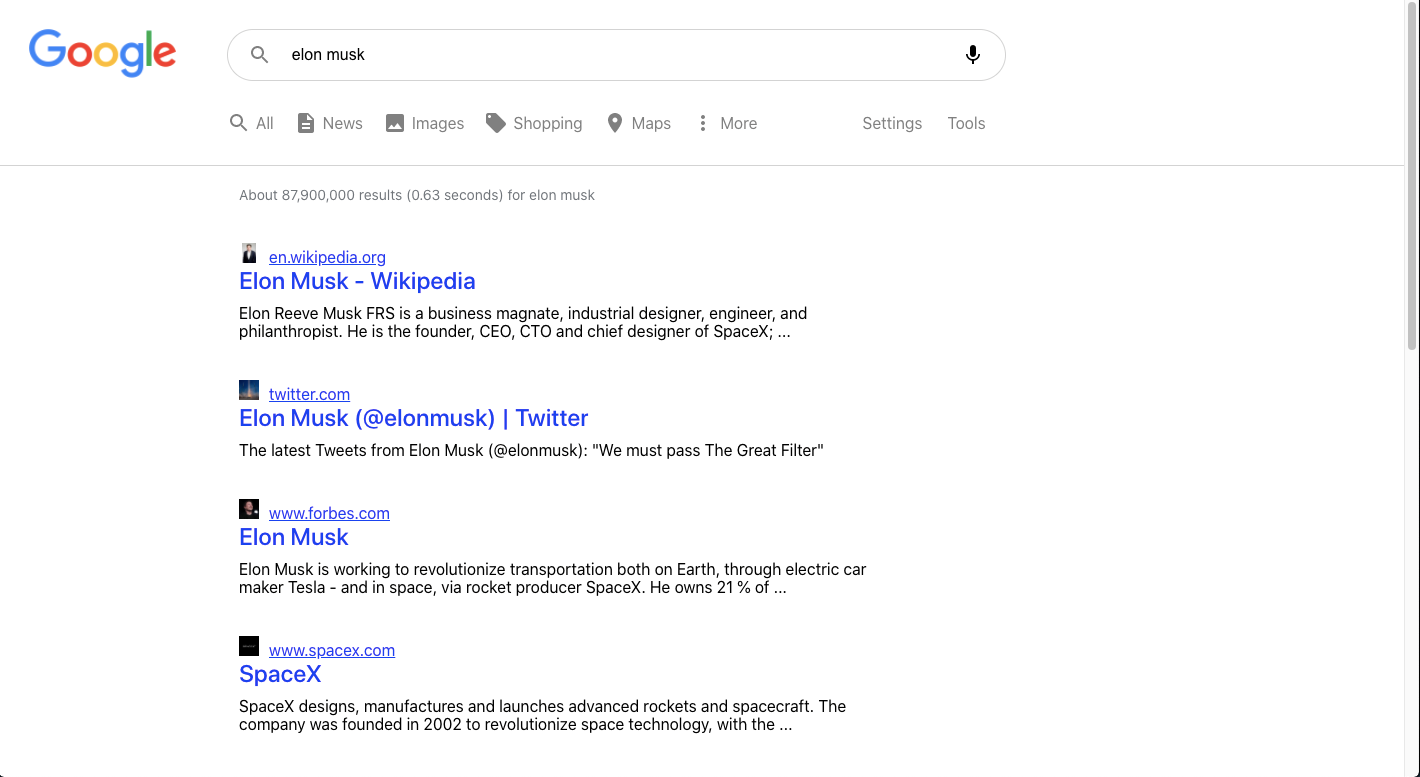 Google
elon musk
All News Images Shopping Maps More Settings Tools
About 87,900,000 results (0.63 seconds) for elon musk
en.wikipedia.org
Elon Musk - Wikipedia
Elon Reeve Musk FRS is a business magnate, industrial designer, engineer, and
philanthropist. He is the founder, CEO, CTO and chief designer of SpaceX; ...
twitter.com
Elon Musk (@elonmusk) | Twitter
The latest Tweets from Elon Musk (@elonmusk): "We must pass The Great Filter"
www.forbes.com
Elon Musk
Elon Musk is working to revolutionize transportation both on Earth, through electric car
maker Tesla - and in space, via rocket producer SpaceX. He owns 21 % of ...
www.spacex.com
SpaceX
SpaceX designs, manufactures and launches advanced rockets and spacecraft. The
company was founded in 2002 to revolutionize space technology, with the ...